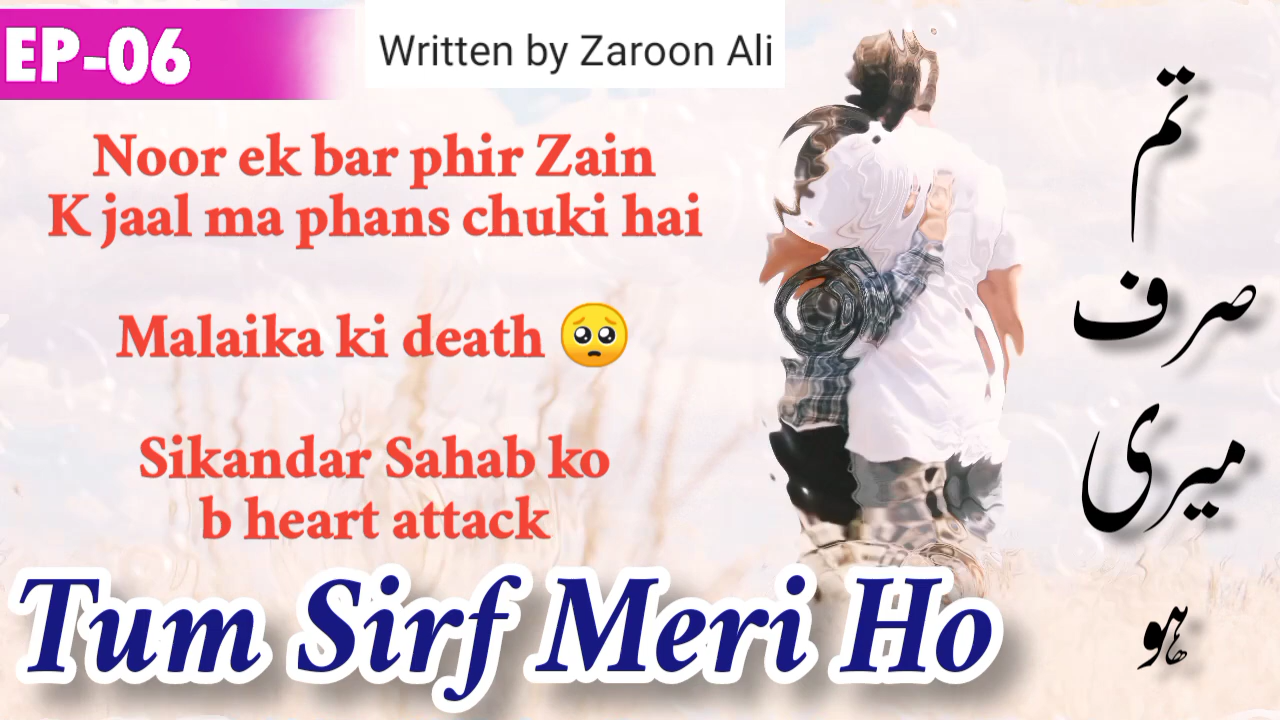 EP-06
Written by Zaroon Ali
Noor ek bar phir Zain
K jaal ma phans chuki hai
Malaika ki death 🥺
Sikandar Sahab ko
b heart attack
Tum Sirf Meri Ho
تم
صرف
میری
ہو